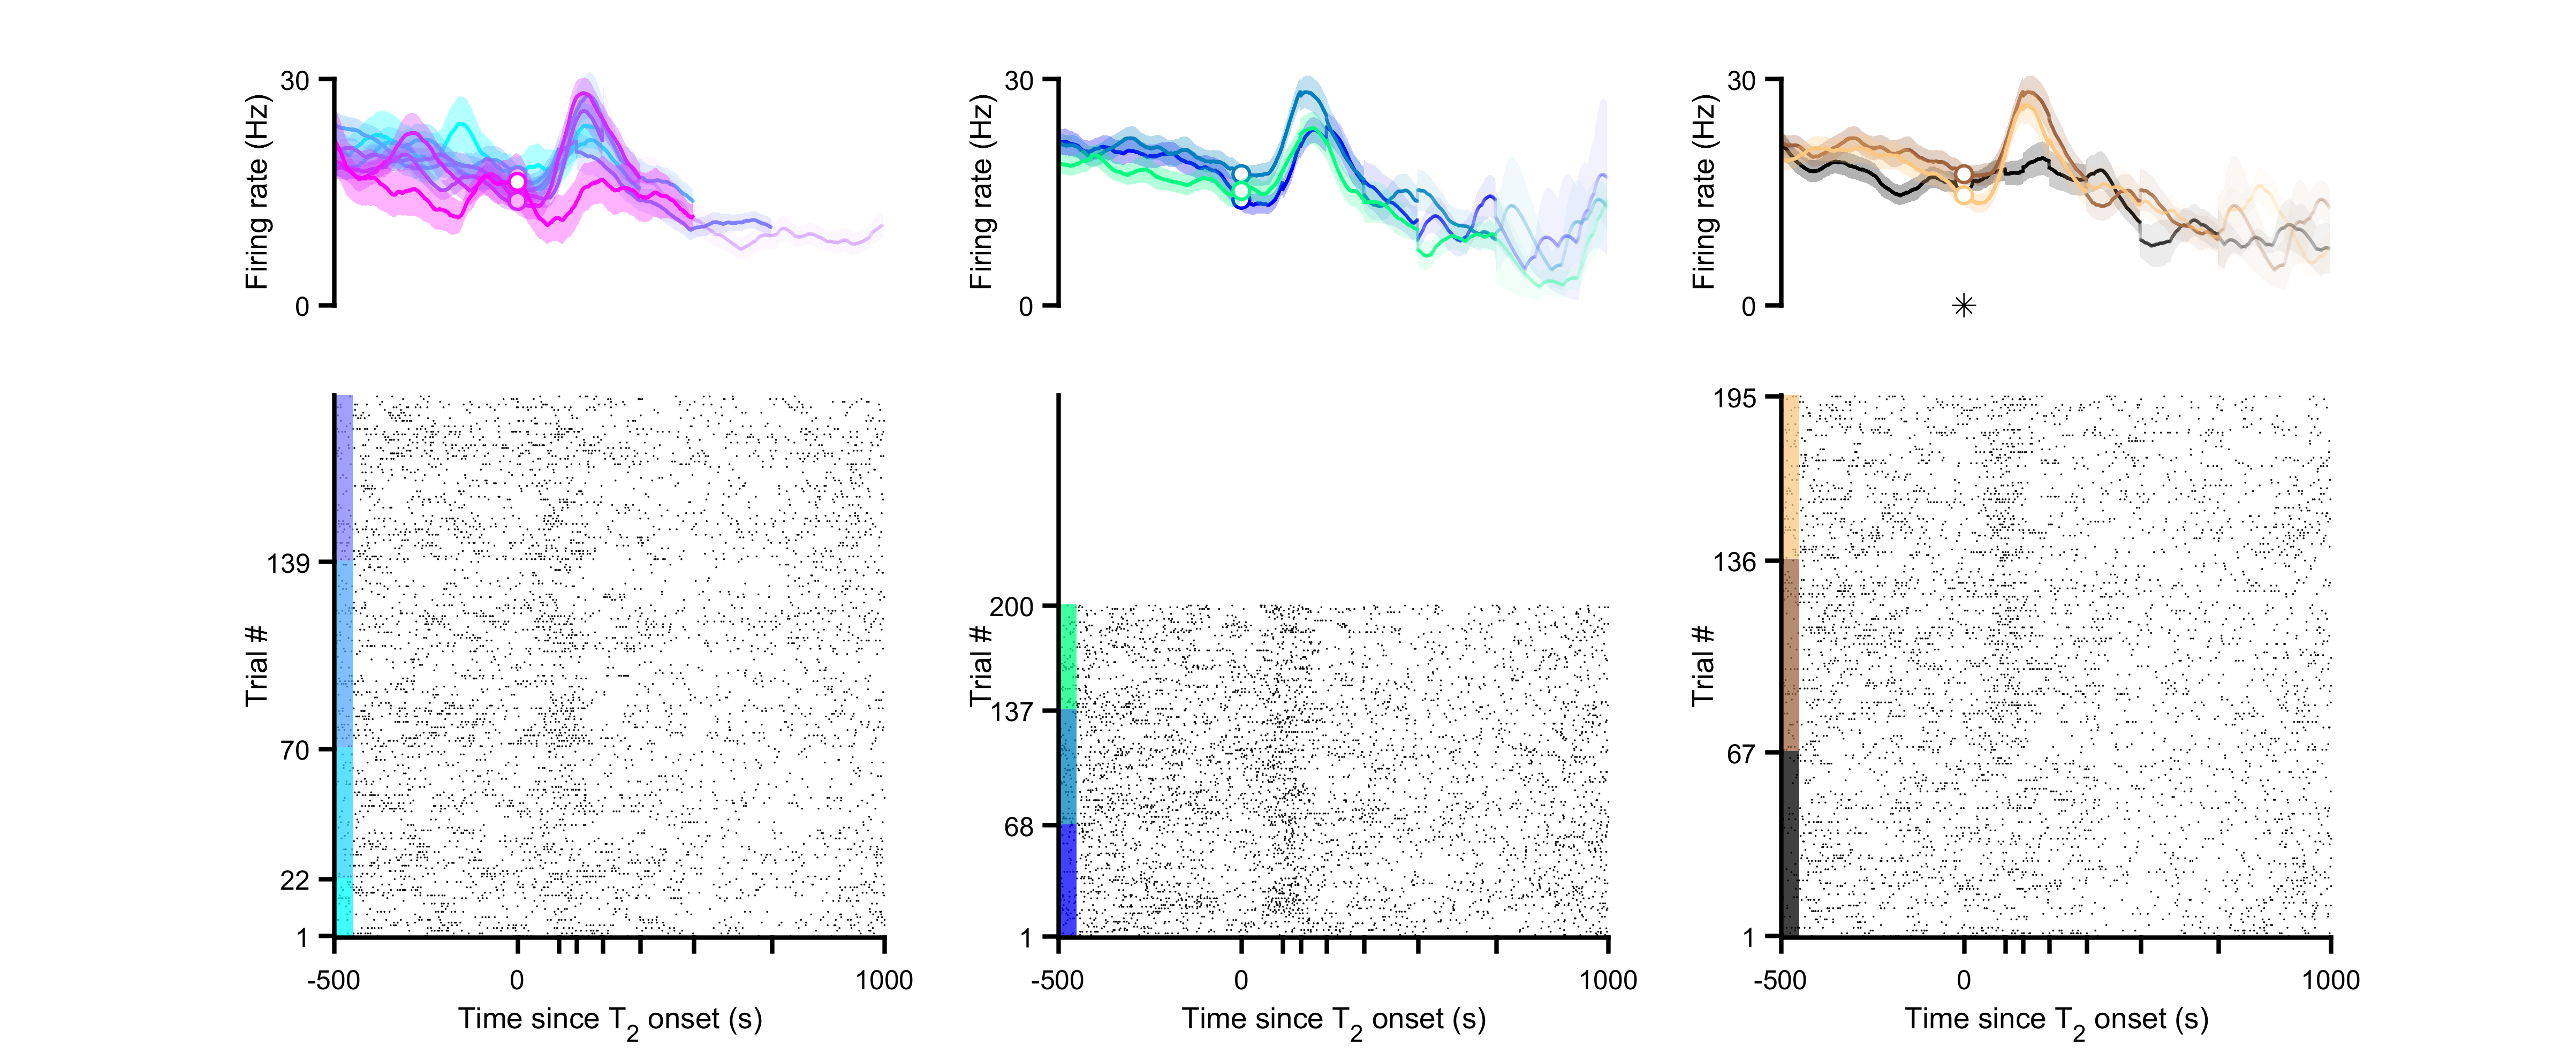 30
Firing rate (Hz)
0
30
Firing rate (Hz)
0
30
Firing rate (Hz)
0
Trial #
139
70
22
1
-500 0 1000
Time since T2 onset (s)
Trial #
200
137
68
1
-500 0 1000
Time since T2 onset (s)
Trial #
195
136
67
1
-500 0 1000
Time since T2 onset (s)